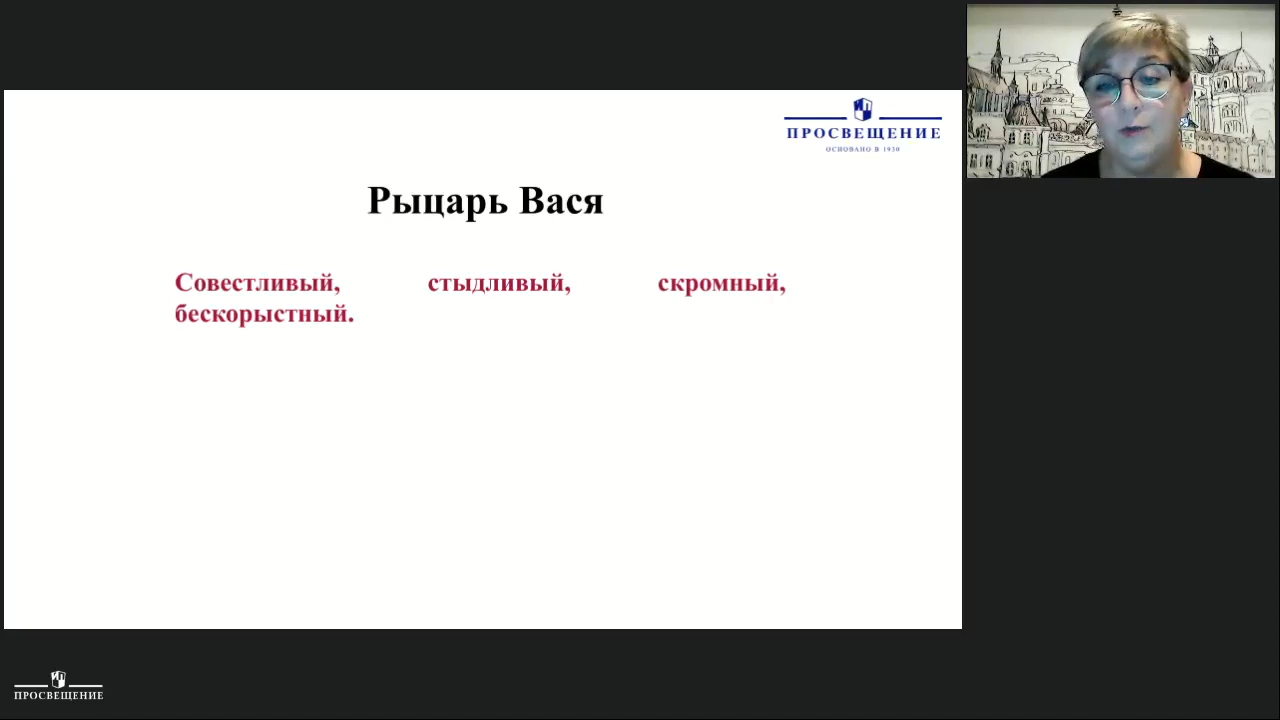 ПРОСВЕЩЕНИЕ
ОСНОВАНО В 1930
Рыцарь Вася
Совестливый, стыдливый, скромный,
бескорыстный.
ПРОСВЕЩЕНИЕ